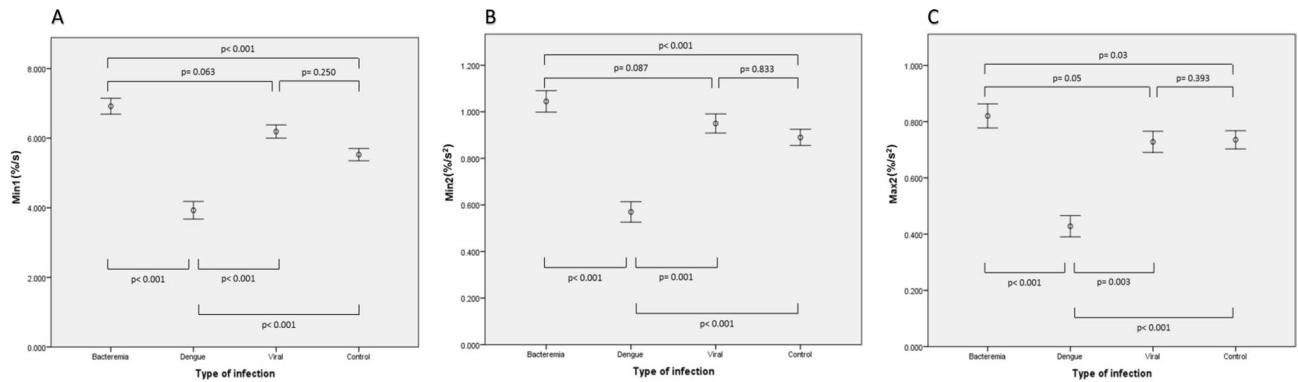 A
p< 0.001
p= 0.063
p= 0.250
8.000
6.000
4.000
2.000
0.000
Min1(%/s)
p< 0.001
p< 0.001
p< 0.001
Bacteremia
Dengue
Viral
Control
Type of infection
B
p< 0.001
p= 0.087
p= 0.833
1.200
1.000
0.800
0.600
0.400
0.200
0.000
Min2(%/s²)
p< 0.001
p= 0.001
p< 0.001
Bacteremia
Dengue
Viral
Control
Type of infection
C
p= 0.03
p= 0.05
p= 0.393
1.000
0.800
0.600
0.400
0.200
0.000
Max2(%/s²)
p< 0.001
p= 0.003
p< 0.001
Bacteremia
Dengue
Viral
Control
Type of infection